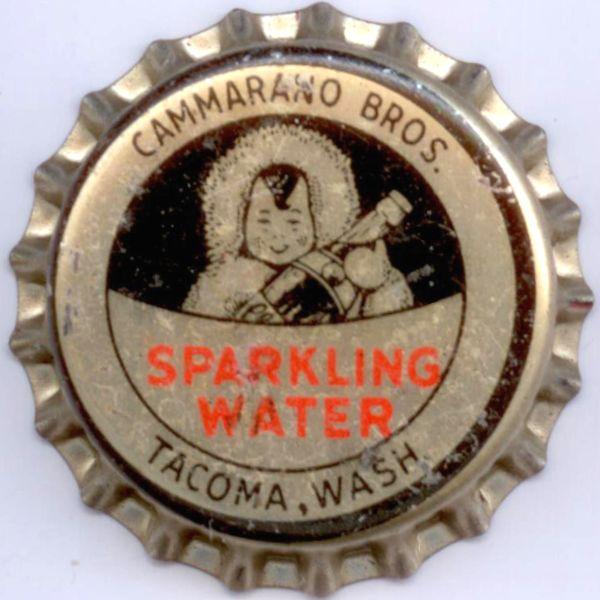 CAMMARANO BROS.
SPARKLING
WATER
TACOMA, WASH.